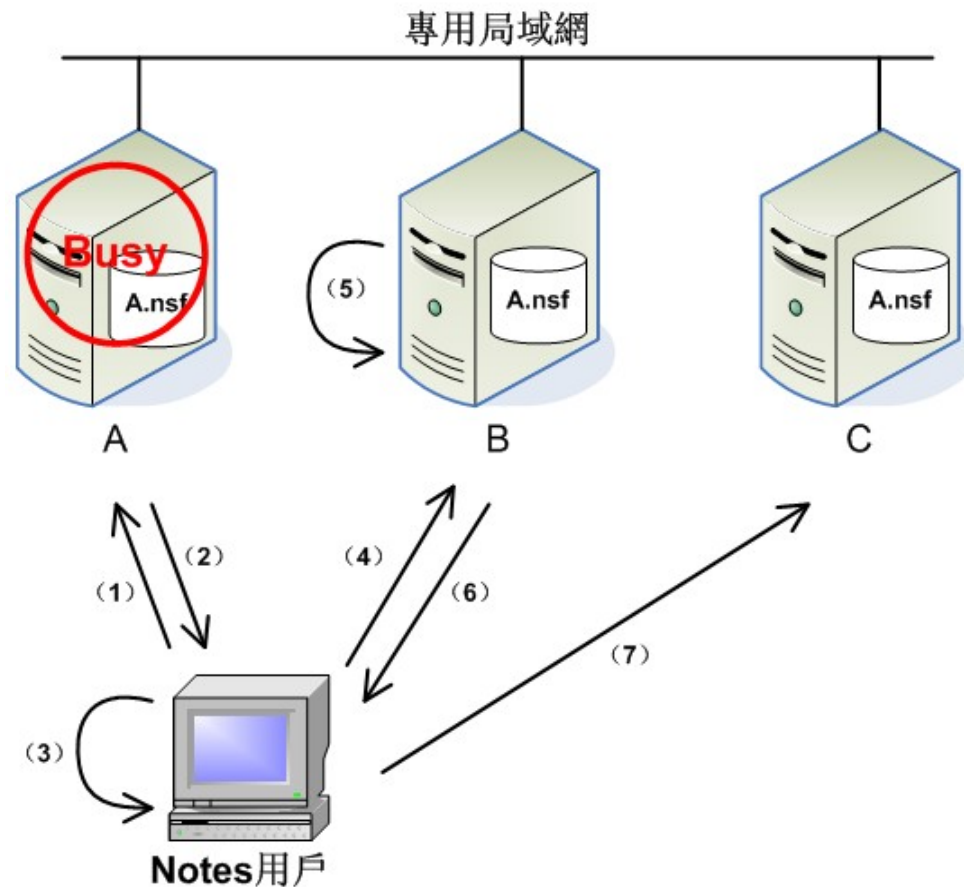 專用局域網
Busy
A.nsf
A.nsf
A.nsf
（5）
A
B
C
（1）
（2）
（4）
（6）
（7）
（3）
Notes用戶